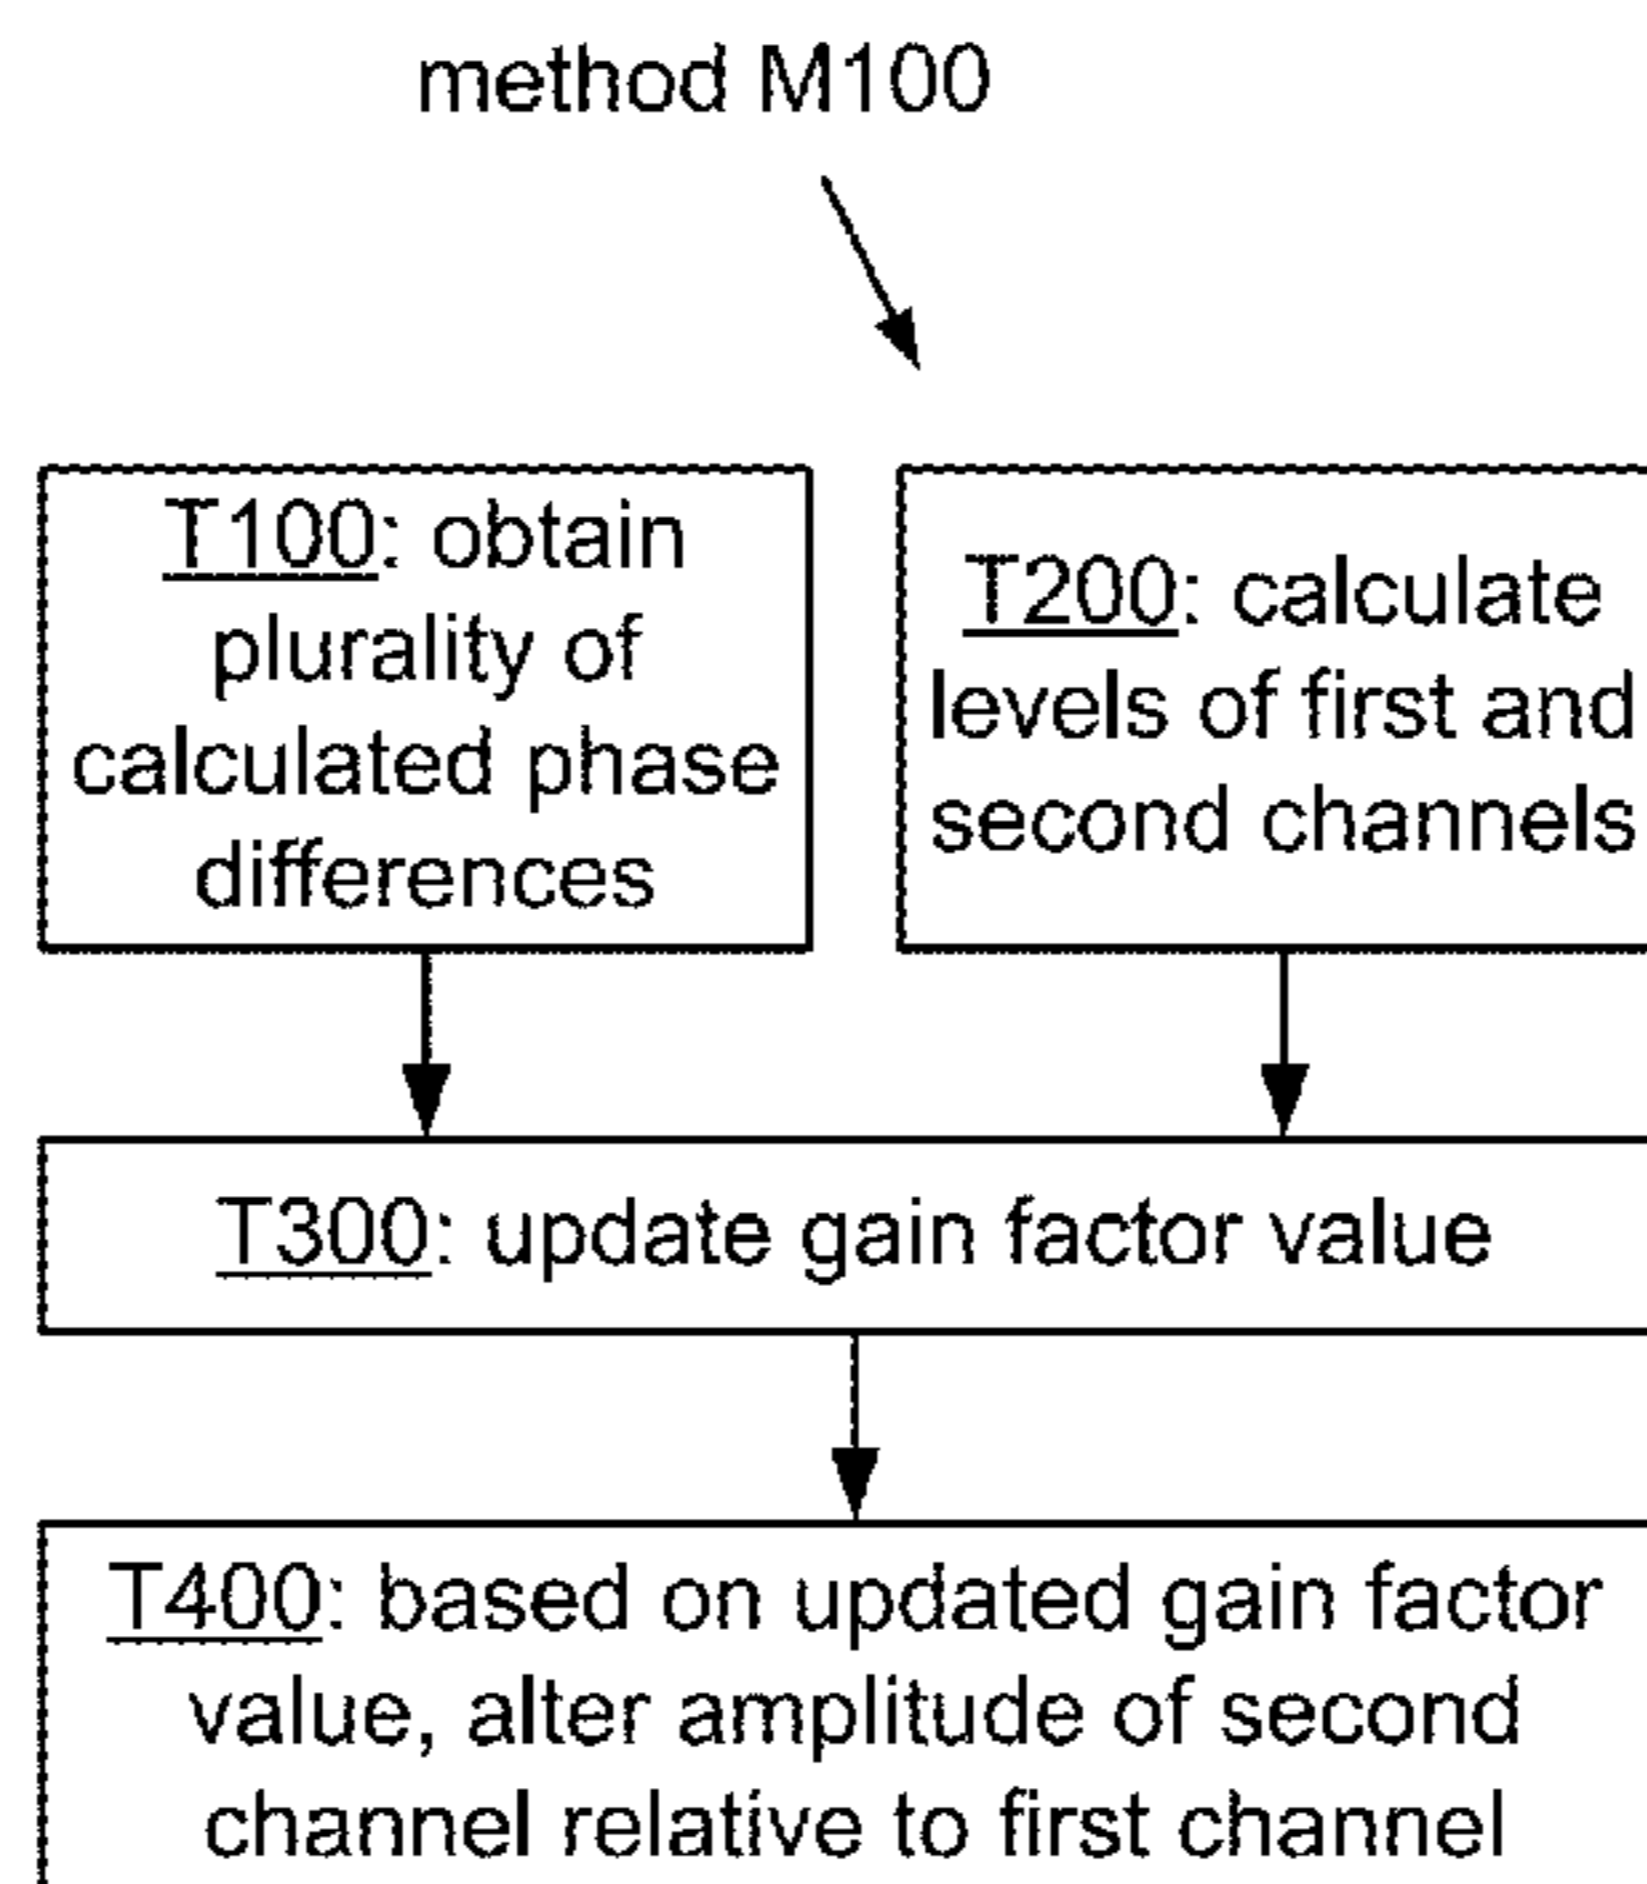 method M100
T100: obtain
plurality of
calculated phase
differences
T200: calculate
levels of first and
second channels
T300: update gain factor value
T400: based on updated gain factor
value, alter amplitude of second
channel relative to first channel